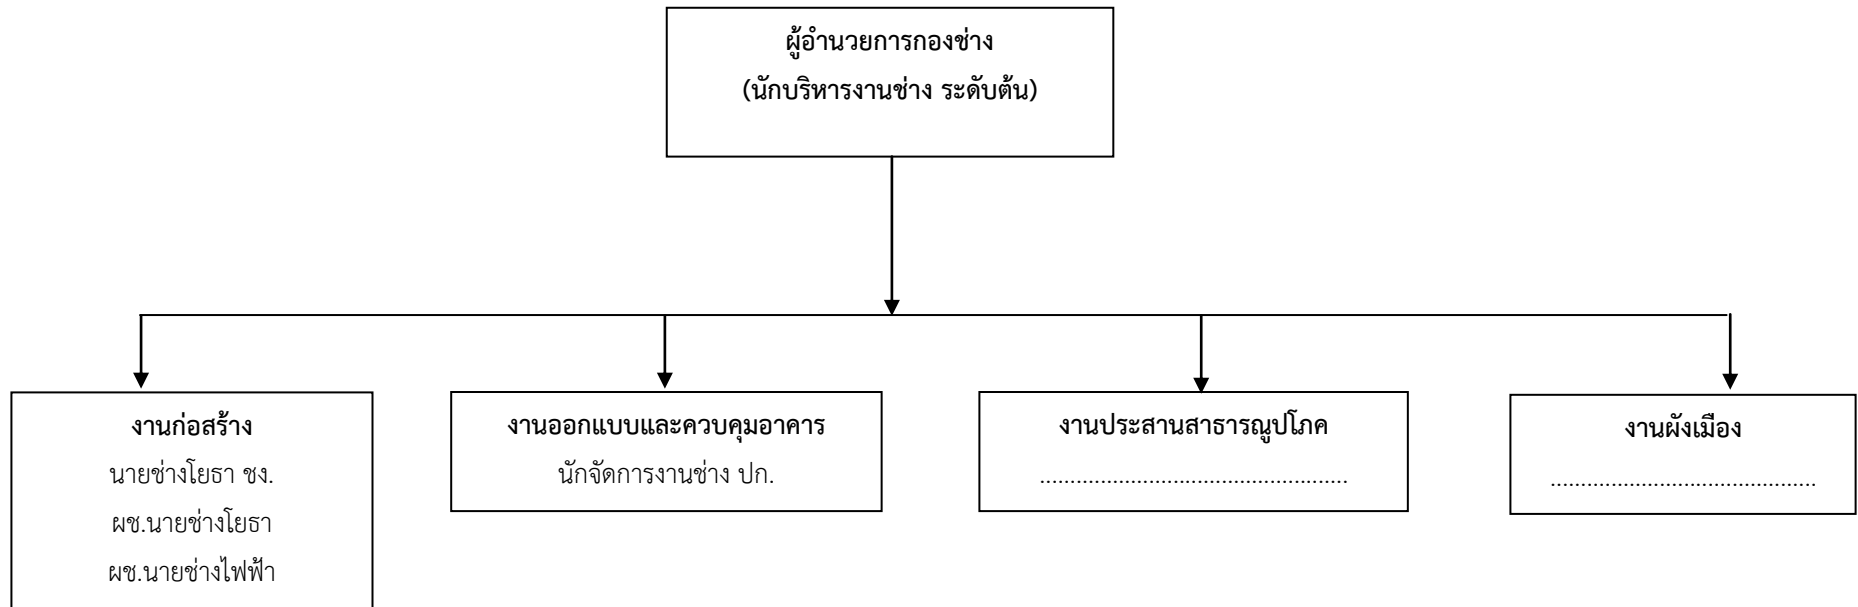 ผู้อำนวยการกองช่าง
(นักบริหารงานช่าง ระดับต้น)
งานก่อสร้าง
นายช่างโยธา ชง.
ผช.นายช่างโยธา
ผช.นายช่างไฟฟ้า
งานออกแบบและควบคุมอาคาร
นักจัดการงานช่าง ปก.
งานประสานสาธารณูปโภค
..................................................
งานผังเมือง
...........................................